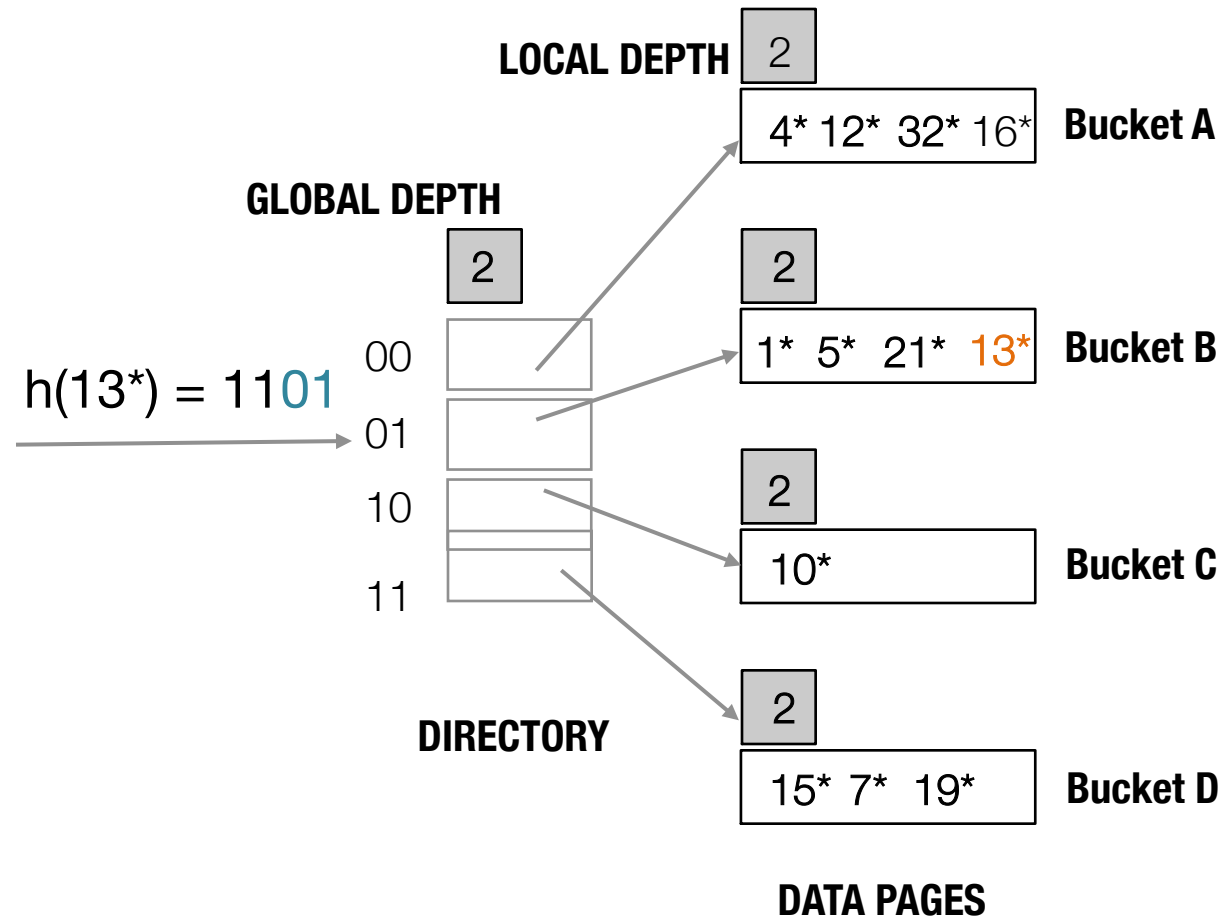 LOCAL DEPTH 2
4* 12* 32* 16* Bucket A
GLOBAL DEPTH
2 2
1* 5* 21* 13* Bucket B
00
h(13*) = 1101
01
2
10
10* Bucket C
11
2
DIRECTORY
15* 7* 19* Bucket D
DATA PAGES